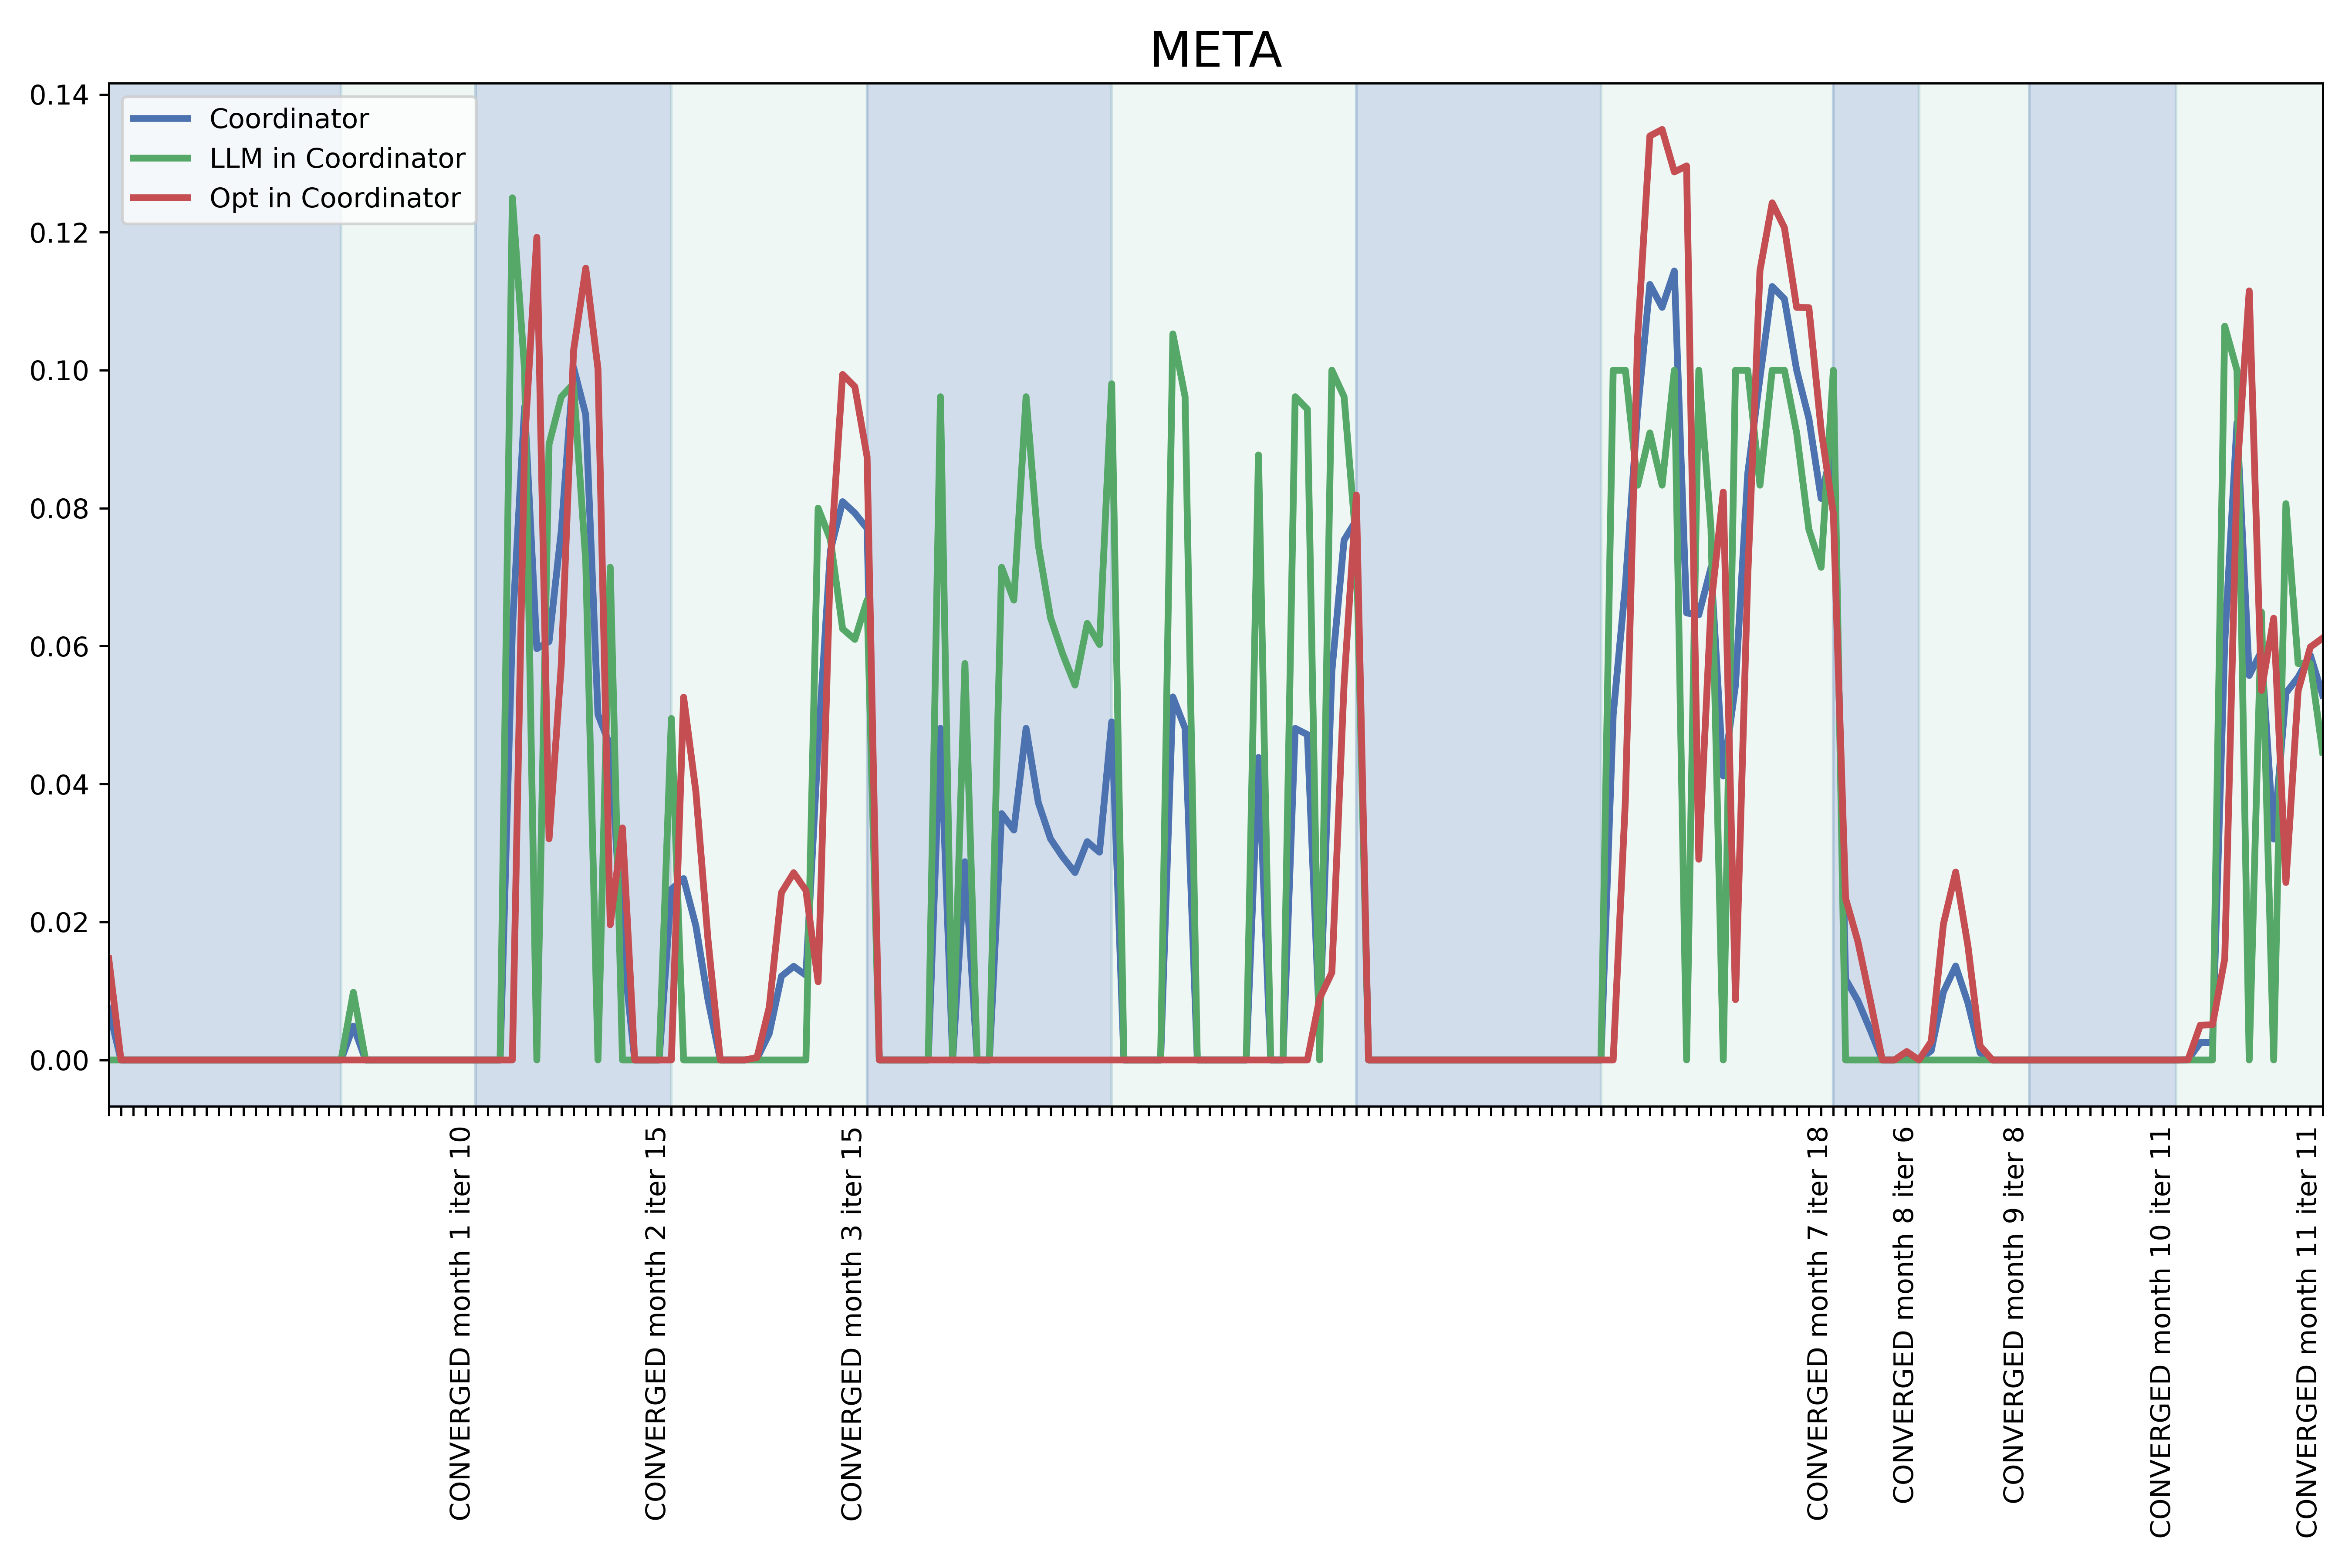 META
0.14
0.12
0.10
0.08
0.06
0.04
0.02
0.00
Coordinator
LLM in Coordinator
Opt in Coordinator
CONVERGED month 1 iter 10
CONVERGED month 2 iter 15
CONVERGED month 3 iter 15
CONVERGED month 7 iter 18
CONVERGED month 8 iter 6
CONVERGED month 9 iter 8
CONVERGED month 10 iter 11
CONVERGED month 11 iter 11